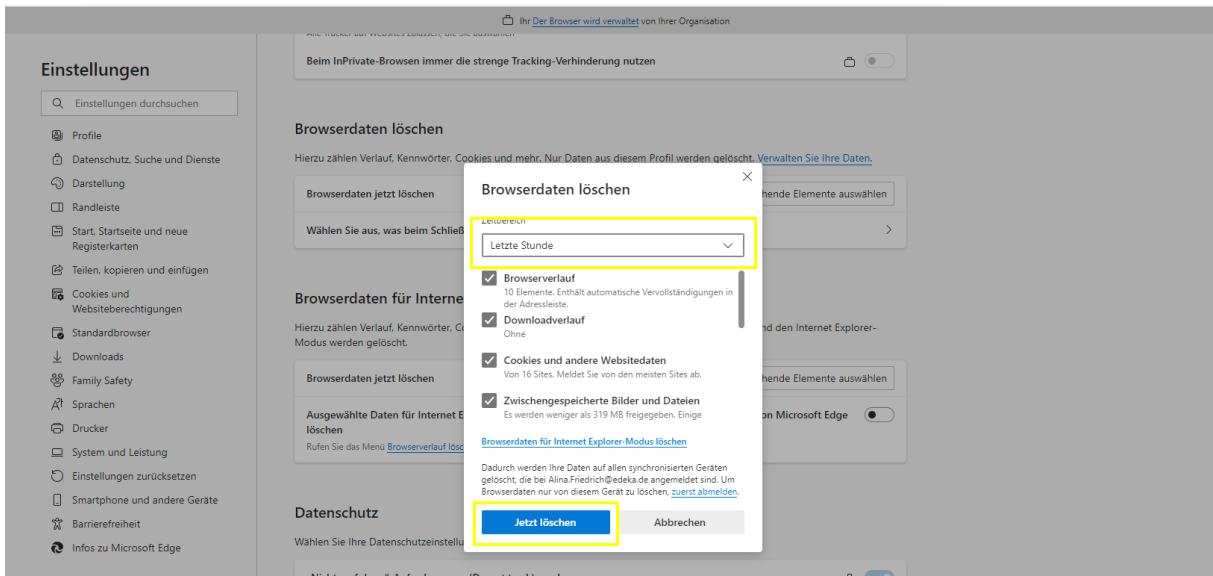 Ihr Der Browser wird verwaltet von Ihrer Organisation
Einstellungen
Einstellungen durchsuchen
Profile
Datenschutz, Suche und Dienste
Darstellung
Randleiste
Start, Startseite und neue
Registerkarten
Teilen, kopieren und einfügen
Cookies und
Websiteberechtigungen
Standardbrowser
Downloads
Family Safety
Sprachen
Drucker
System und Leistung
Einstellungen zurücksetzen
Smartphone und andere Geräte
Barrierefreiheit
Infos zu Microsoft Edge
Beim InPrivate-Browsen immer die strenge Tracking-Verhinderung nutzen
Browserdaten löschen
Hierzu zählen Verlauf, Kennwörter, Cookies und mehr. Nur Daten aus diesem Profil werden gelöscht. Verwalten Sie Ihre Daten.
Browserdaten jetzt löschen
hende Elemente auswählen
Wählen Sie aus, was beim Schließ
Browserdaten für Interne
Hierzu zählen Verlauf, Kennwörter, C
nd den Internet Explorer-
Modus werden gelöscht.
Browserdaten jetzt löschen
hende Elemente auswählen
Ausgewählte Daten für Internet E
on Microsoft Edge
löschen
Rufen Sie das Menü Browserverlauf lösc
Datenschutz
Wählen Sie Ihre Datenschutzeinstellu
Browserdaten löschen
Zeitbereich
Letzte Stunde
Browserverlauf
10 Elemente. Enthält automatische Vervollständigungen in
der Adressleiste.
Downloadverlauf
Ohne
Cookies und andere Websitedaten
Von 16 Sites. Meldet Sie von den meisten Sites ab.
Zwischengespeicherte Bilder und Dateien
Es werden weniger als 319 MB freigegeben. Einige
Browserdaten für Internet Explorer-Modus löschen
Dadurch werden Ihre Daten auf allen synchronisierten Geräten
gelöscht, die bei Alina.Friedrich@edeka.de angemeldet sind. Um
Browserdaten nur von diesem Gerät zu löschen, zuerst abmelden.
Jetzt löschen
Abbrechen